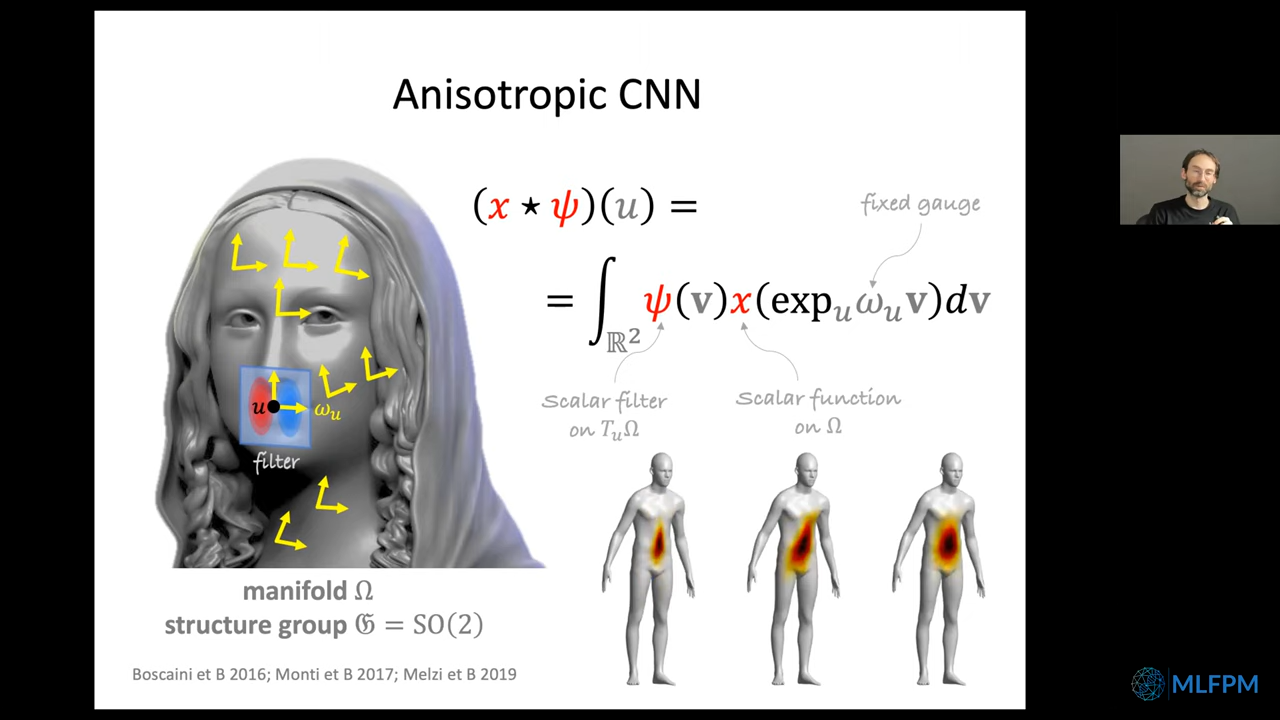 Anisotropic CNN
(x ⋆ ψ)(u) =
fixed gauge
= ∫_ℝ² ψ(v)x(exp_u ω_u v)dv
Scalar filter
on T_uΩ
Scalar function
on Ω
u
ω_u
filter
manifold Ω
structure group 𝔊 = SO(2)
Boscaini et B 2016; Monti et B 2017; Melzi et B 2019
MLFPM